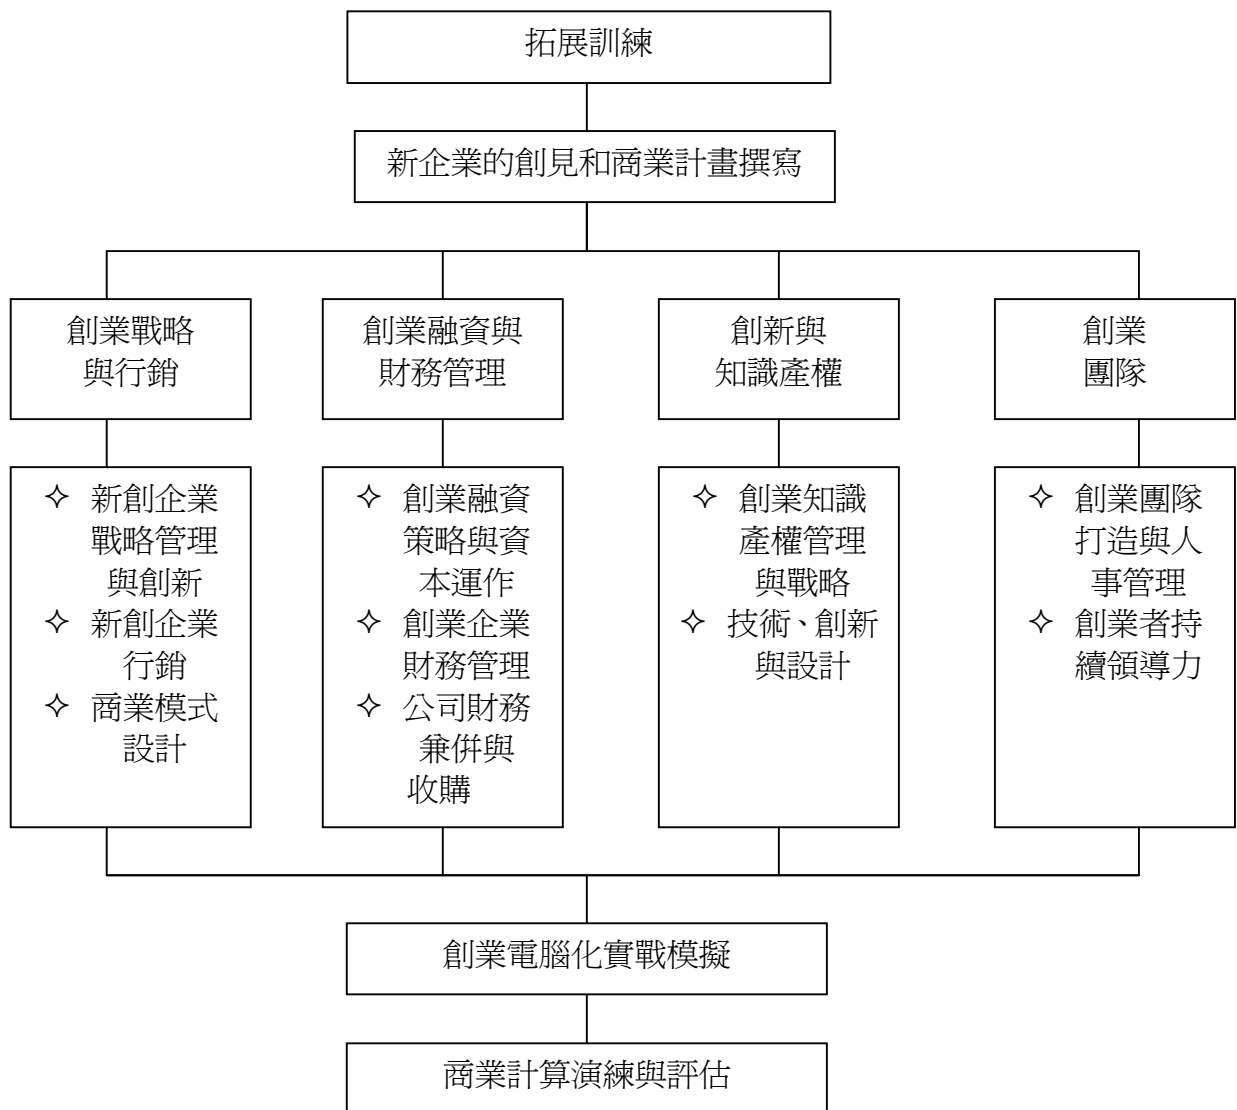 拓展訓練
新企業的創見和商業計畫撰寫
創業戰略
與行銷
創業融資與
財務管理
創新與
知識產權
創業
團隊
✧ 新創企業
戰略管理
與創新
✧ 新創企業
行銷
✧ 商業模式
設計
✧ 創業融資
策略與資
本運作
✧ 創業企業
財務管理
✧ 公司財務
兼併與
收購
✧ 創業知識
產權管理
與戰略
✧ 技術、創新
與設計
✧ 創業團隊
打造與人
事管理
✧ 創業者持
續領導力
創業電腦化實戰模擬
商業計算演練與評估